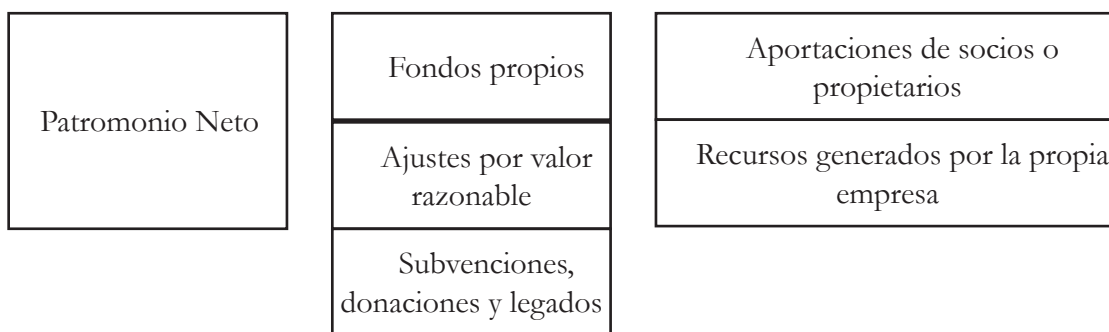 Patromonio Neto
Fondos propios
Ajustes por valor
razonable
Subvenciones,
donaciones y legados
Aportaciones de socios o
propietarios
Recursos generados por la propia
empresa